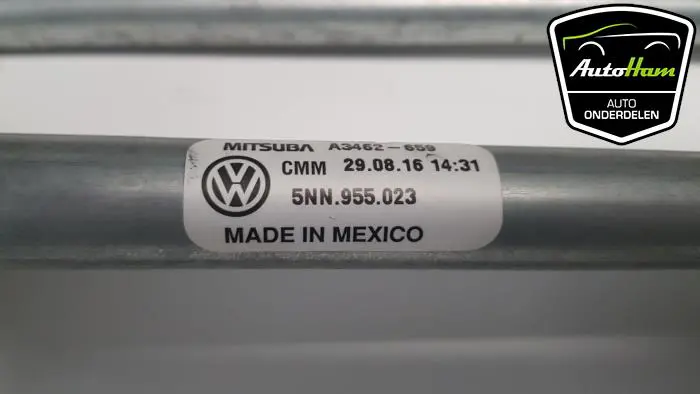 AutoHam
AUTO
ONDERDELEN
MITSUBA A3462-659
CMM 29.08.16 14:31
5NN.955.023
MADE IN MEXICO